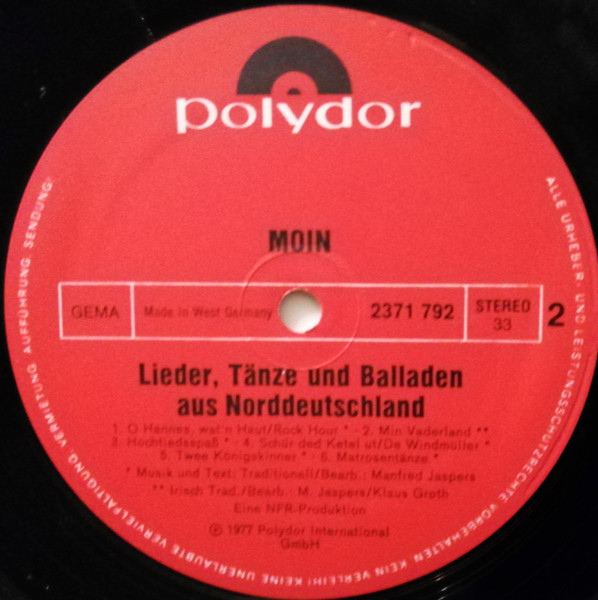 polydor
MOIN
GEMA
Made in West Germany
2371 792
STEREO
33
2
Lieder, Tänze und Balladen
aus Norddeutschland
1. O Hannes, wat'n Haut/Rock Hour * · 2. Min Vaderland **
3. Hochtiedsspaß * · 4. Schür ded Ketel ut/De Windmüller *
5. Twee Königskinner * · 6. Matrosentänze *
* Musik und Text: Traditionell/Bearb.: Manfred Jaspers
** Irisch Trad./Bearb.: M. Jaspers/Klaus Groth
Eine NFR-Produktion
℗ 1977 Polydor International
GmbH
ALLE URHEBER- UND LEISTUNGSSCHUTZRECHTE VORBEHALTEN. KEIN VERLEIH! KEINE UNERLAUBTE VERVIELFÄLTIGUNG, VERMIETUNG, AUFFÜHRUNG, SENDUNG!